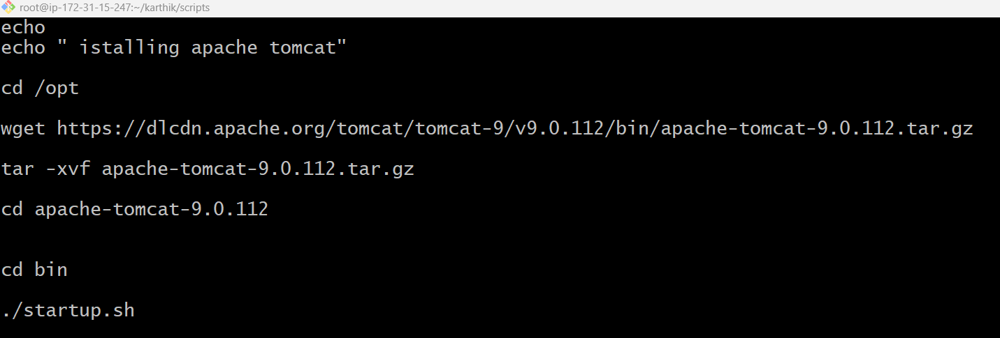 root@ip-172-31-15-247:~/karthik/scripts
echo
echo " istalling apache tomcat"
cd /opt
wget https://dlcdn.apache.org/tomcat/tomcat-9/v9.0.112/bin/apache-tomcat-9.0.112.tar.gz
tar -xvf apache-tomcat-9.0.112.tar.gz
cd apache-tomcat-9.0.112
cd bin
./startup.sh